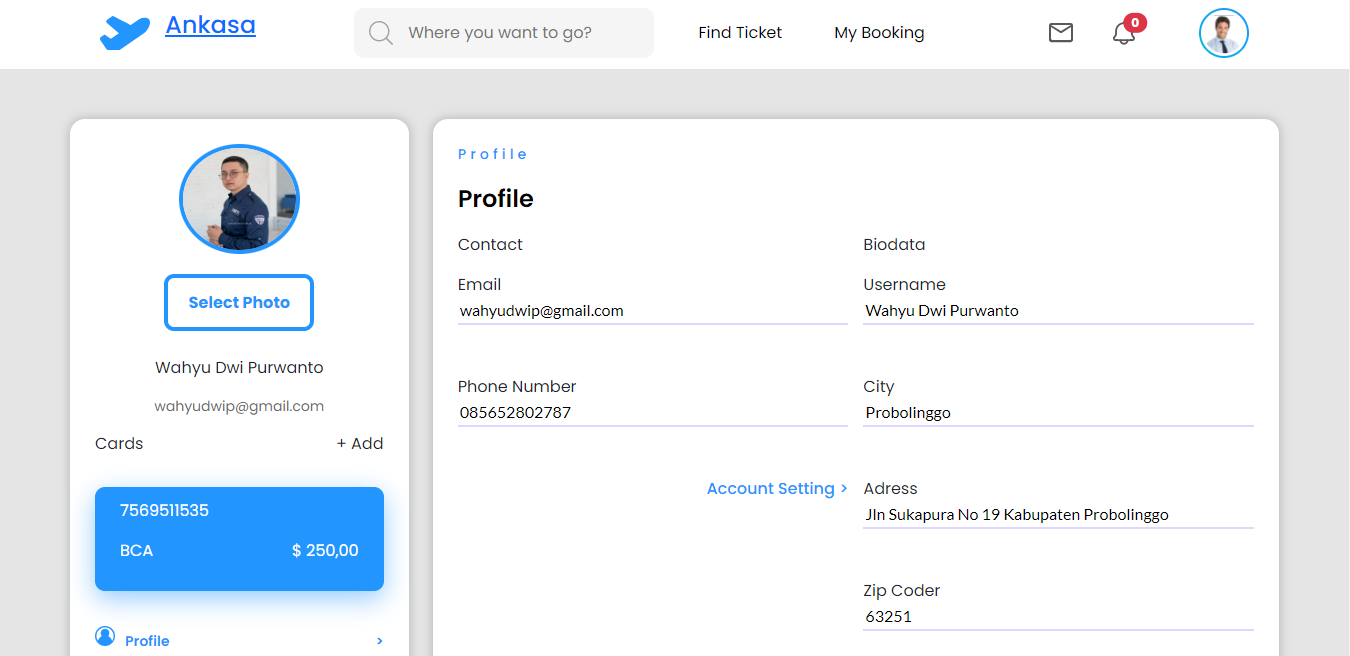 Ankasa
Where you want to go?
Find Ticket
My Booking
0
Select Photo
Wahyu Dwi Purwanto
wahyudwip@gmail.com
Cards
+ Add
7569511535
BCA
$ 250,00
Profile
>
Profile
Profile
Contact
Email
wahyudwip@gmail.com
Phone Number
085652802787
Account Setting >
Biodata
Username
Wahyu Dwi Purwanto
City
Probolinggo
Adress
Jln Sukapura No 19 Kabupaten Probolinggo
Zip Coder
63251